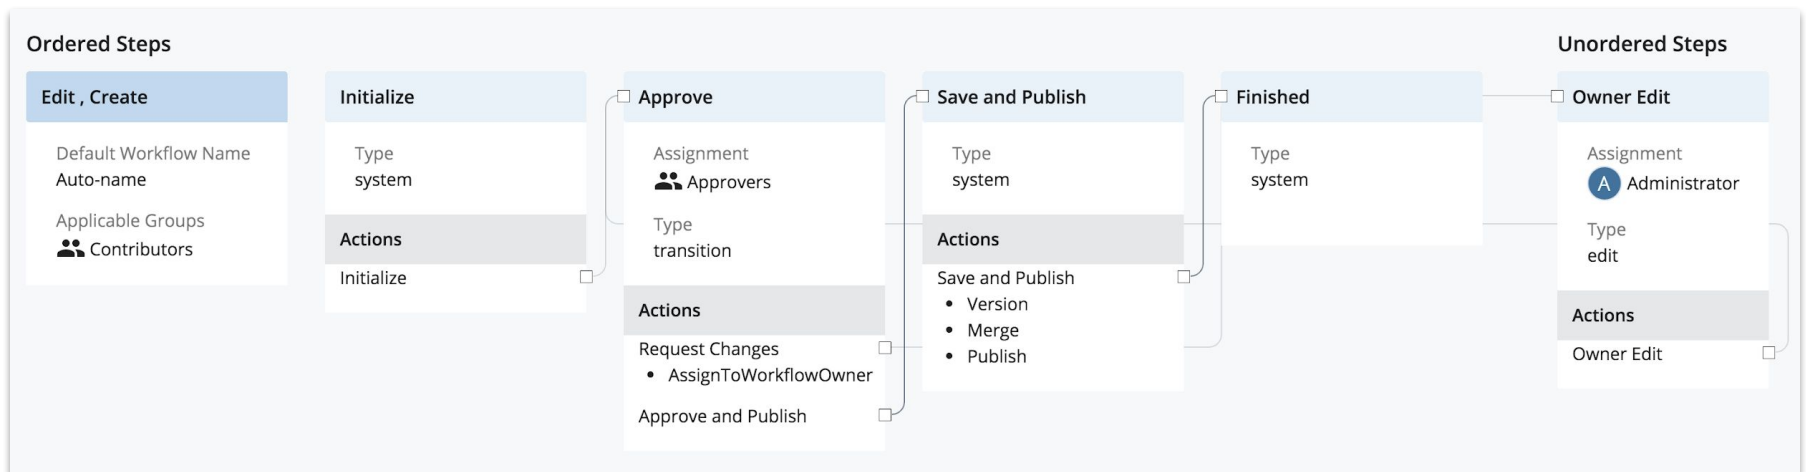 Ordered Steps
Edit , Create
Default Workflow Name
Auto-name
Applicable Groups
Contributors
Initialize
Type
system
Actions
Initialize
Approve
Assignment
Approvers
Type
transition
Actions
Request Changes
• AssignToWorkflowOwner
Approve and Publish
Save and Publish
Type
system
Actions
Save and Publish
• Version
• Merge
• Publish
Finished
Type
system
Unordered Steps
Owner Edit
Assignment
A Administrator
Type
edit
Actions
Owner Edit